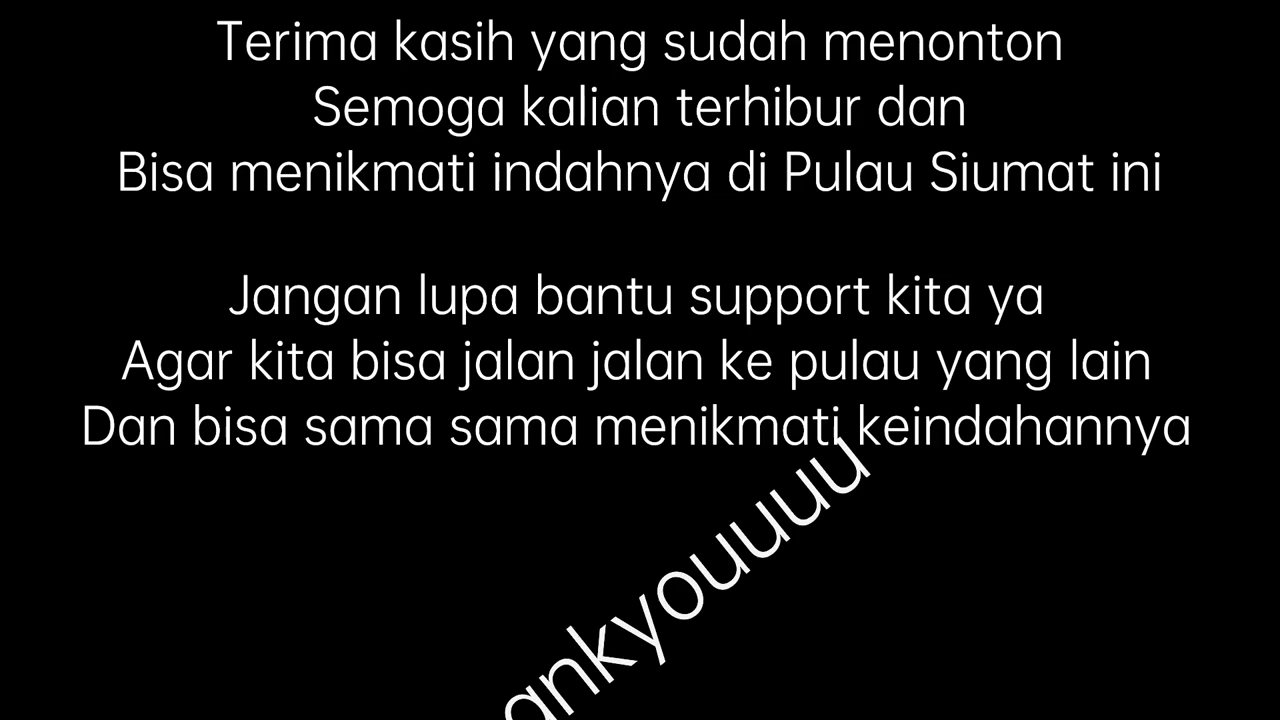 Terima kasih yang sudah menonton
Semoga kalian terhibur dan
Bisa menikmati indahnya di Pulau Siumat ini
Jangan lupa bantu support kita ya
Agar kita bisa jalan jalan ke pulau yang lain
Dan bisa sama sama menikmati keindahannya
ankyouuuu